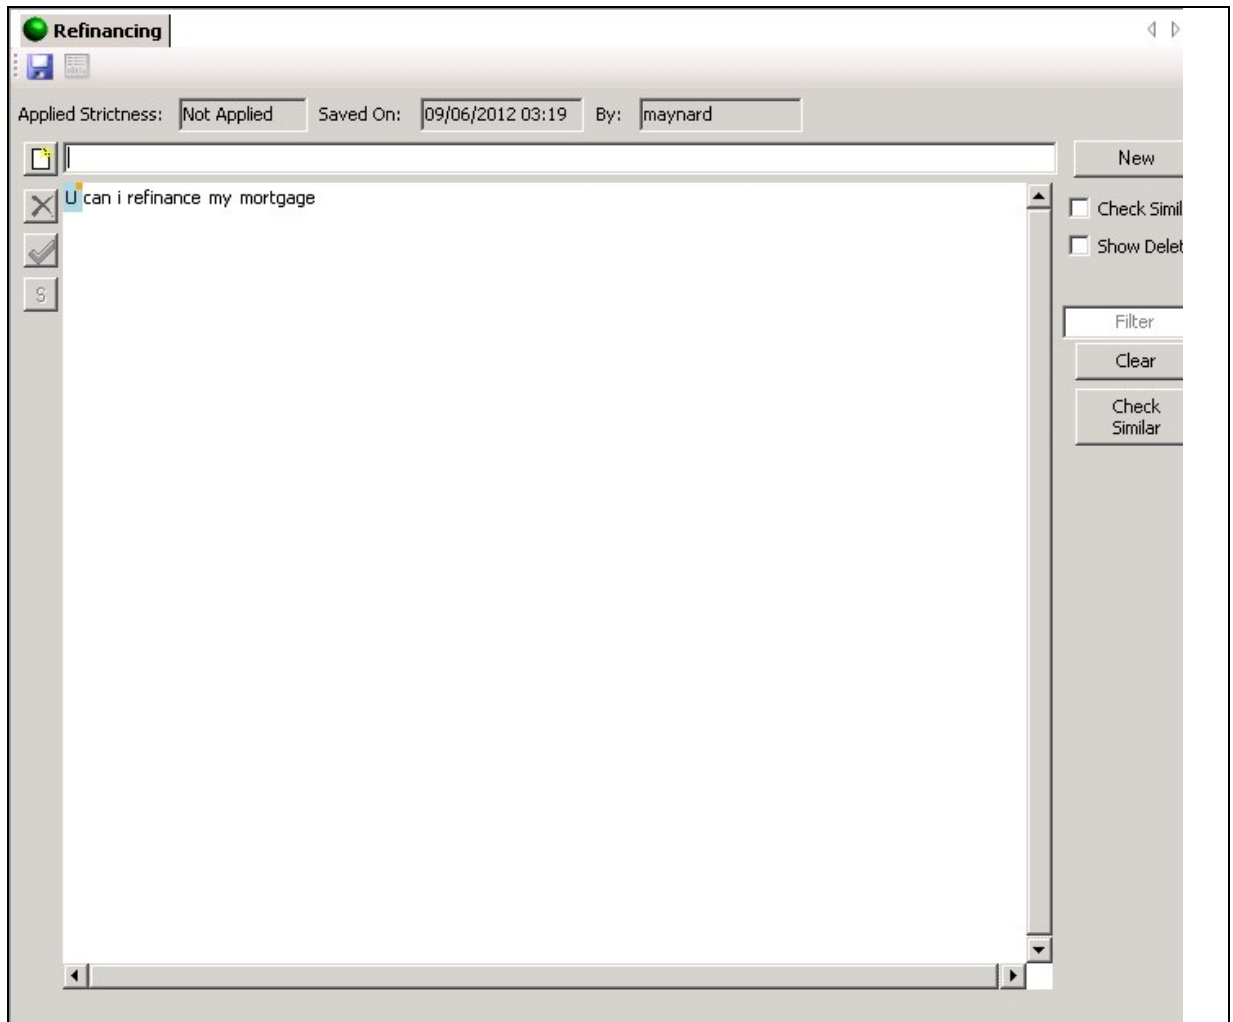 Refinancing
Applied Strictness: Not Applied Saved On: 09/06/2012 03:19 By: maynard
New
U can i refinance my mortgage
Check Simil
Show Delet
S
Filter
Clear
Check
Similar